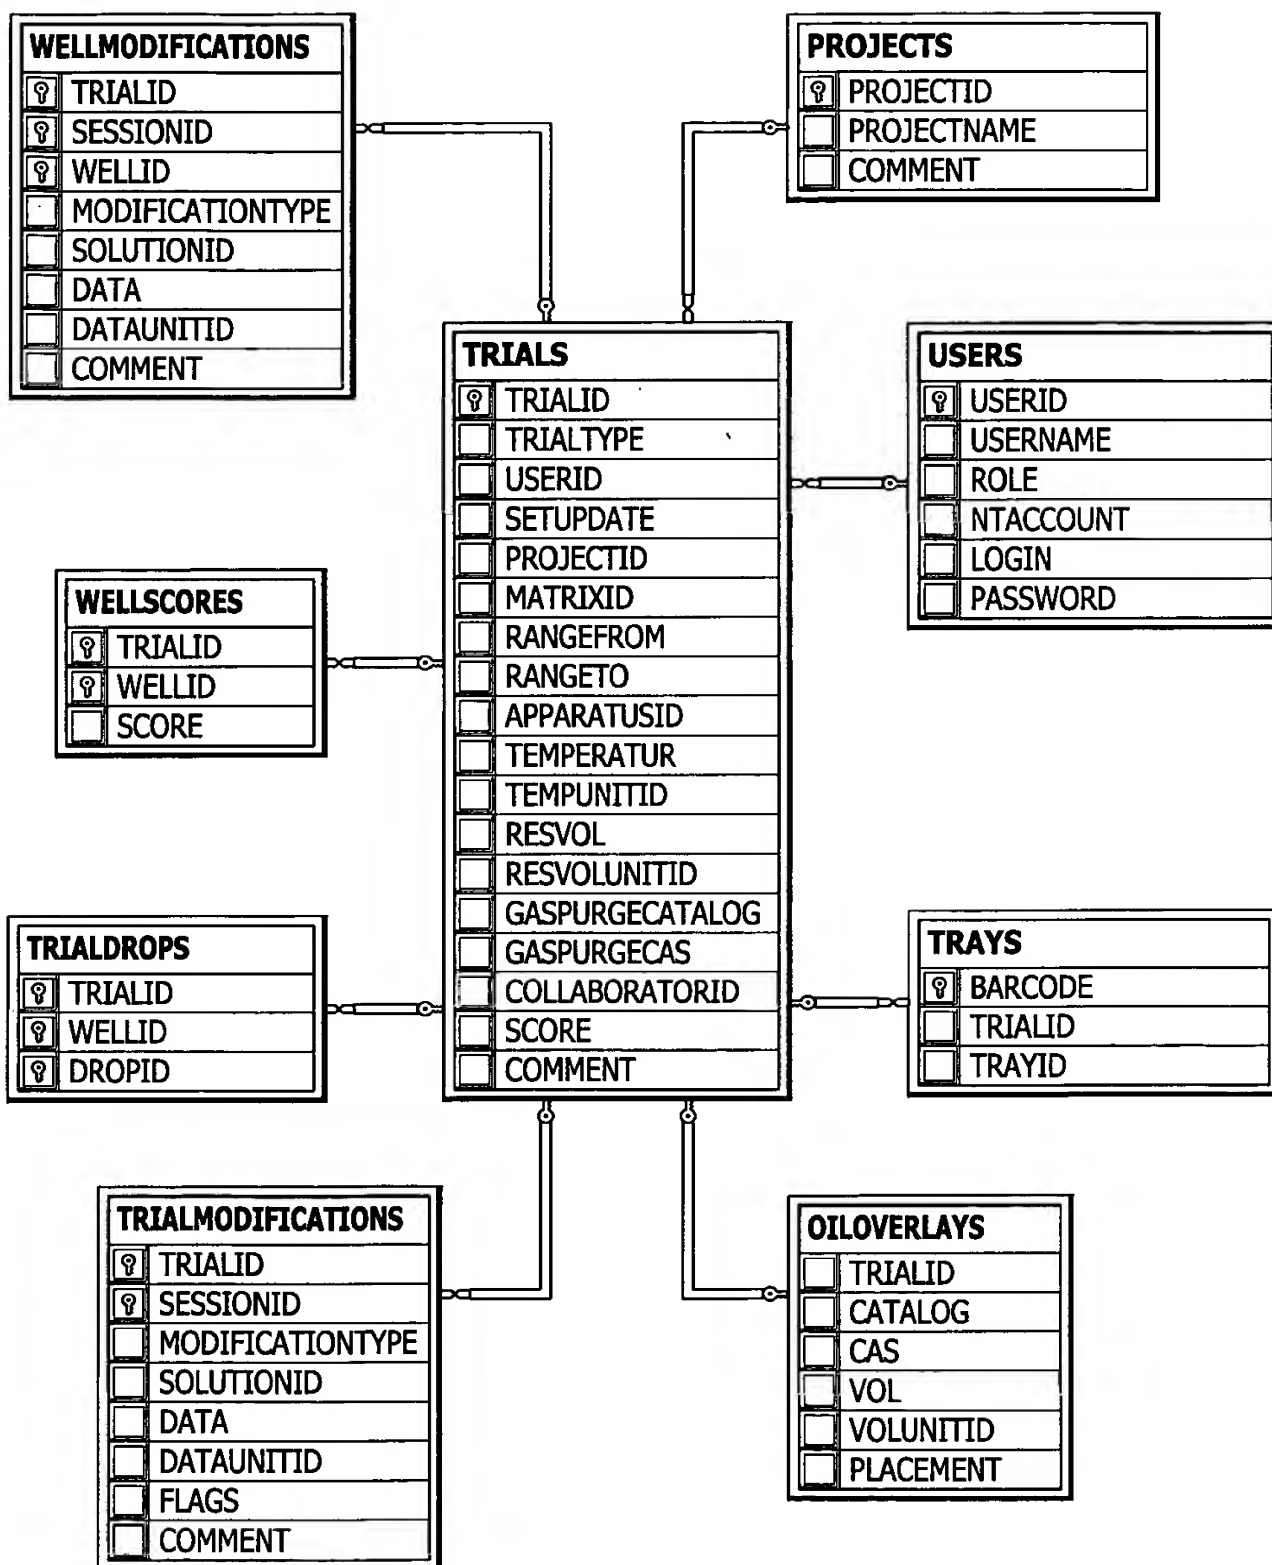 WELLMODIFICATIONS
TRIALID
SESSIONID
WELLID
MODIFICATIONTYPE
SOLUTIONID
DATA
DATAUNITID
COMMENT
PROJECTS
PROJECTID
PROJECTNAME
COMMENT
TRIALS
TRIALID
TRIALTYPE
USERID
SETUPDATE
PROJECTID
MATRIXID
RANGEFROM
RANGETO
APPARATUSID
TEMPERATUR
TEMPUNITID
RESVOL
RESVOLUNITID
GASPURGECATALOG
GASPURGECAS
COLLABORATORID
SCORE
COMMENT
USERS
USERID
USERNAME
ROLE
NTACCOUNT
LOGIN
PASSWORD
WELLSCORES
TRIALID
WELLID
SCORE
TRIALDROPS
TRIALID
WELLID
DROPID
TRAYS
BARCODE
TRIALID
TRAYID
TRIALMODIFICATIONS
TRIALID
SESSIONID
MODIFICATIONTYPE
SOLUTIONID
DATA
DATAUNITID
FLAGS
COMMENT
OILOVERLAYS
TRIALID
CATALOG
CAS
VOL
VOLUNITID
PLACEMENT